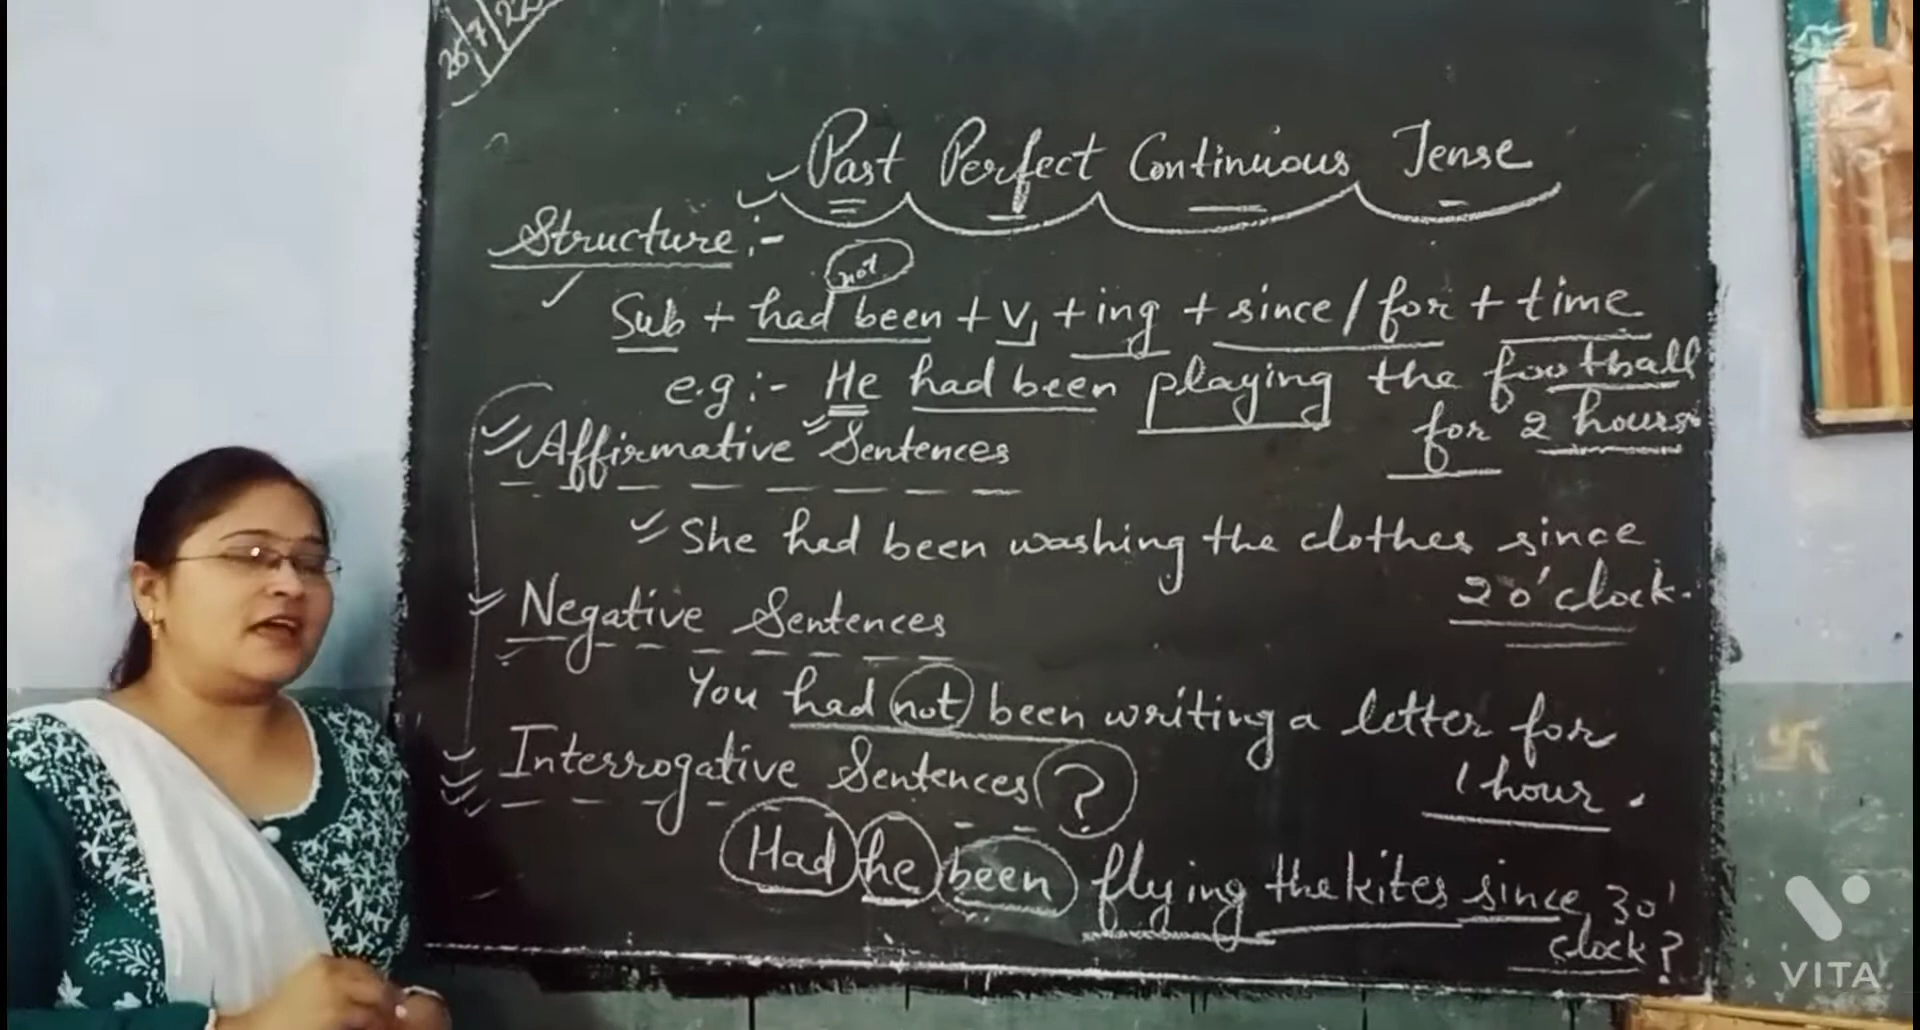 26/7/22
Past Perfect Continuous Tense
Structure :-
not
Sub + had been + V1 + ing + since / for + time
e.g :- He had been playing the football
for 2 hours.
Affirmative Sentences
She had been washing the clothes since
2 o'clock.
Negative Sentences
You had not been writing a letter for
1 hour.
Interrogative Sentences ?
Had he been flying the kites since 3 o'
clock ?
VITA